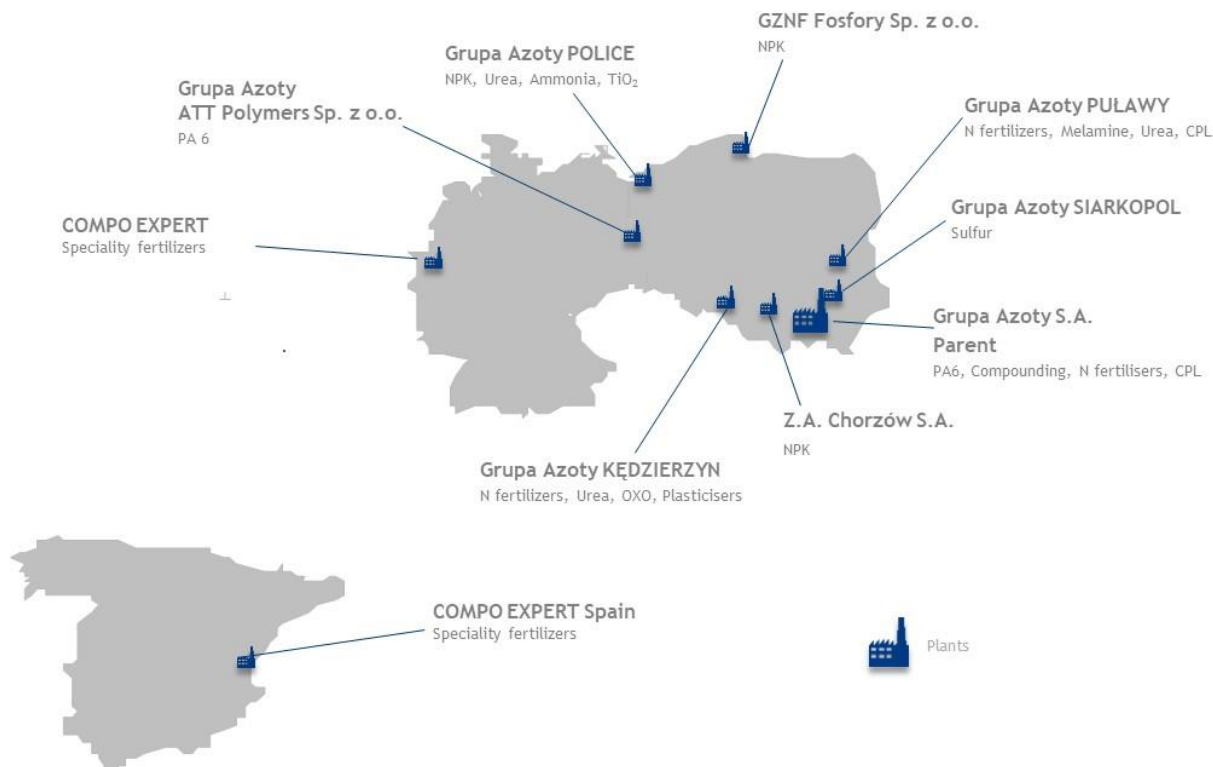 GZNF Fosfory Sp. z o.o.
NPK
Grupa Azoty POLICE
NPK, Urea, Ammonia, TiO₂
Grupa Azoty
ATT Polymers Sp. z o.o.
PA 6
Grupa Azoty PUŁAWY
N fertilizers, Melamine, Urea, CPL
COMPO EXPERT
Speciality fertilizers
Grupa Azoty SIARKOPOL
Sulfur
Grupa Azoty S.A.
Parent
PA6, Compounding, N fertilisers, CPL
Z.A. Chorzów S.A.
NPK
Grupa Azoty KĘDZIERZYN
N fertilizers, Urea, OXO, Plasticisers
COMPO EXPERT Spain
Speciality fertilizers
Plants